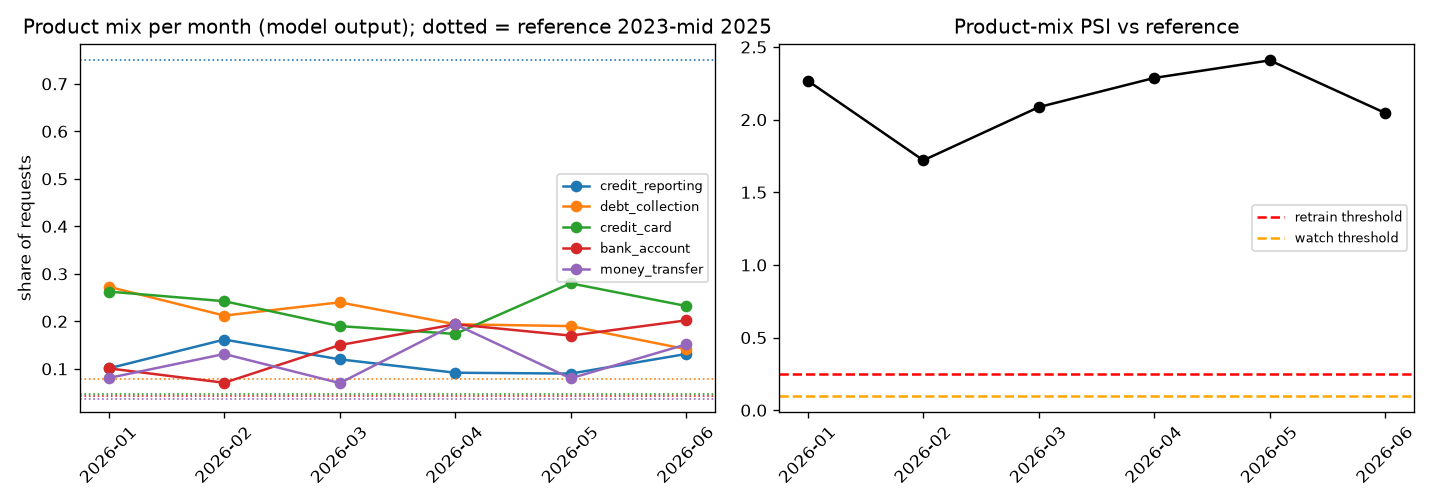 Product mix per month (model output); dotted = reference 2023-mid 2025
share of requests
0.7
0.6
0.5
0.4
0.3
0.2
0.1
credit_reporting
debt_collection
credit_card
bank_account
money_transfer
2026-01
2026-02
2026-03
2026-04
2026-05
2026-06
Product-mix PSI vs reference
2.5
2.0
1.5
1.0
0.5
0.0
retrain threshold
watch threshold
2026-01
2026-02
2026-03
2026-04
2026-05
2026-06